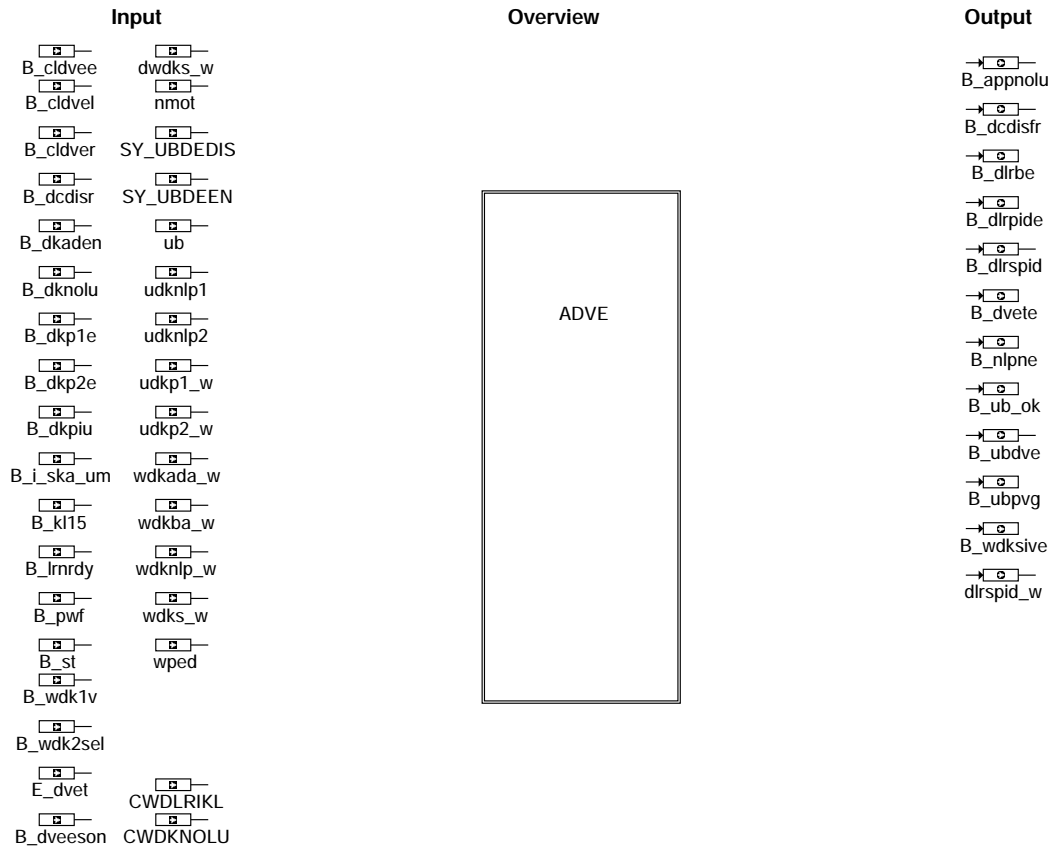 Input
Overview
Output
B_cldvee
B_cldvel
B_cldver
B_dcdisr
B_dkaden
B_dknolu
B_dkp1e
B_dkp2e
B_dkpiu
B_i_ska_um
B_kl15
B_lrnrdy
B_pwf
B_st
B_wdk1v
B_wdk2sel
E_dvet
B_dveeson
dwdks_w
nmot
SY_UBDEDIS
SY_UBDEEN
ub
udknlp1
udknlp2
udkp1_w
udkp2_w
wdkada_w
wdkba_w
wdknlp_w
wdks_w
wped
CWDLRIKL
CWDKNOLU
ADVE
B_appnolu
B_dcdisfr
B_dlrbe
B_dlrpide
B_dlrspid
B_dvete
B_nlpne
B_ub_ok
B_ubdve
B_ubpvg
B_wdksive
dlrspid_w